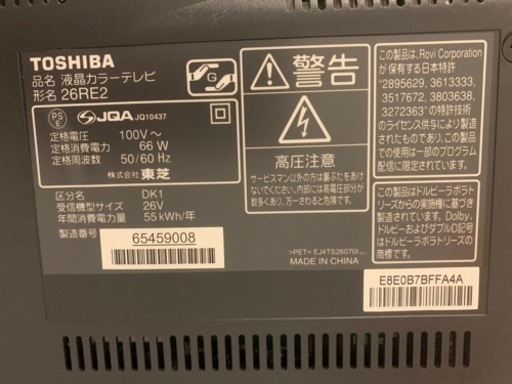 TOSHIBA
品名 液晶カラーテレビ
形名 26RE2
G
PS
E
JQA JQ10437
定格電圧 100V～
定格消費電力 66 W
定格周波数 50/60 Hz
株式会社 東芝
区分名 DK1
受信機型サイズ 26V
年間消費電力量 55 kWh/年
製造番号 65459008
警告
高圧注意
サービスマン以外の方は裏ぶたをあけ
ないでください。内部には高電圧部分が
数多くあり、万一さわると危険です。
>PET< EJ4TS26070I
MADE IN CHINA
この製品は、Rovi Corporation
が保有する日本特許
"2895629, 3613333,
3517672, 3803638,
3272363"の特許技術
のライセンス供与により製造
されたものであり、この製品
での使用は一部のプログラム
配信に限定されています。
この製品は、ドルビーラボラト
リーズからの実施権に基づき
製造されています。Dolby、
ドルビーおよびダブルD記号
はドルビーラボラトリーズの
商標です。
E8E0B7BFFA4A